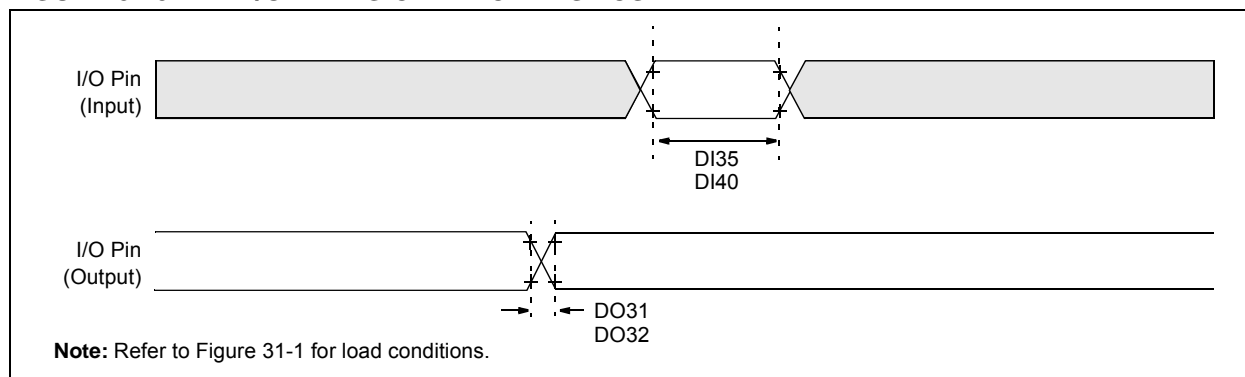 I/O Pin
(Input)
DI35
DI40
I/O Pin
(Output)
DO31
DO32
Note: Refer to Figure 31-1 for load conditions.